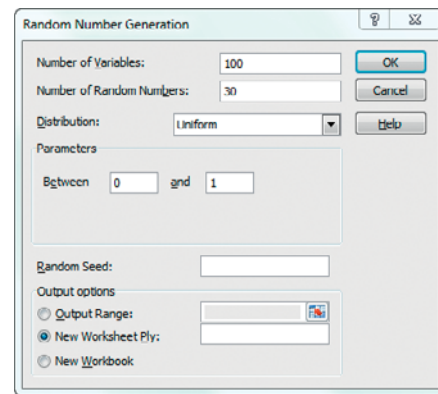 Random Number Generation
Number of Variables: 100 OK
Number of Random Numbers: 30 Cancel
Distribution: Uniform Help
Parameters
Between 0 and 1
Random Seed:
Output options
Output Range:
New Worksheet Ply:
New Workbook